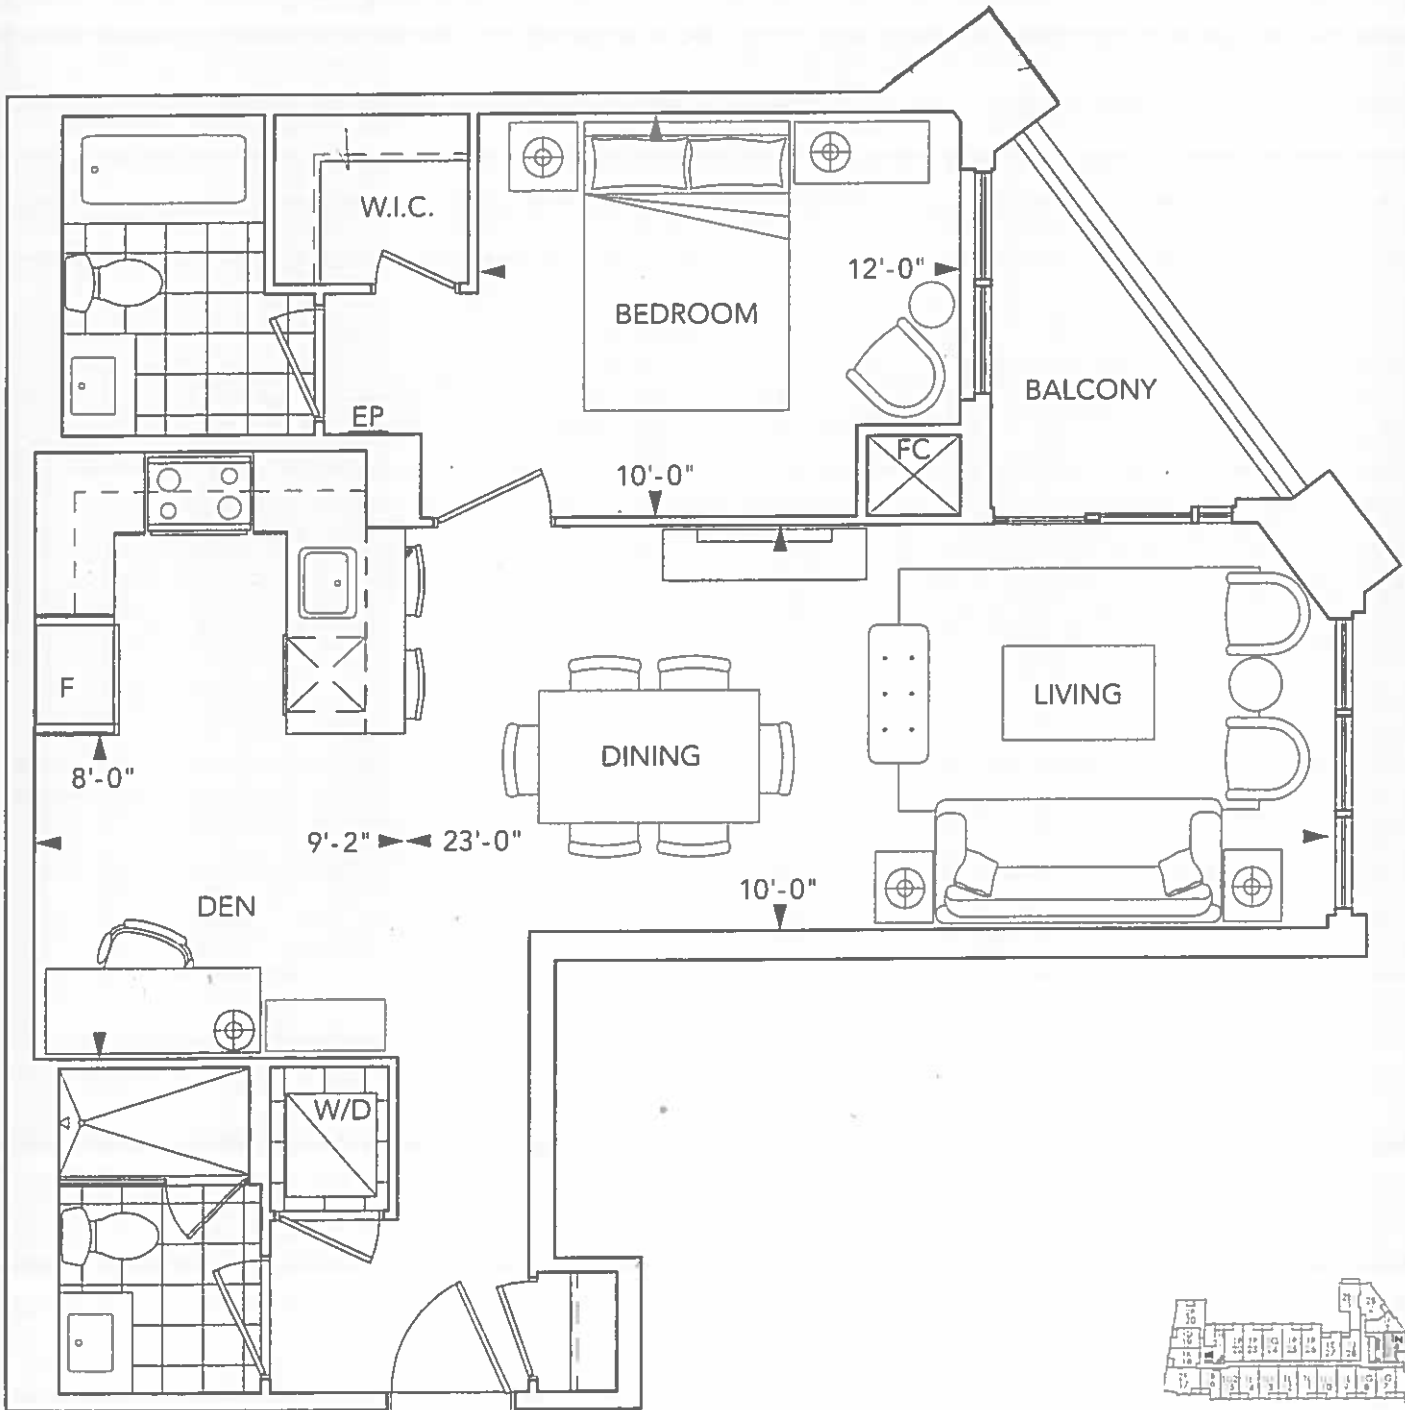 W.I.C.
12'-0"
BEDROOM
BALCONY
EP
FC
10'-0"
F
LIVING
DINING
8'-0"
9'-2" 23'-0"
10'-0"
DEN
W/D